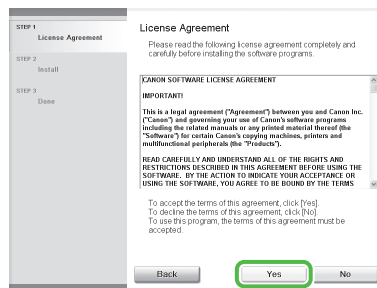 STEP 1
License Agreement
STEP 2
Install
STEP 3
Done
License Agreement
Please read the following license agreement completely and
carefully before installing the software programs.
CANON SOFTWARE LICENSE AGREEMENT
IMPORTANT!
This is a legal agreement ("Agreement") between you and Canon Inc.
("Canon") and governing your use of Canon's software programs
including the related manuals or any printed material thereof (the
"Software") for certain Canon's copying machines, printers and
multifunctional peripherals (the "Products").
READ CAREFULLY AND UNDERSTAND ALL OF THE RIGHTS AND
RESTRICTIONS DESCRIBED IN THIS AGREEMENT BEFORE USING THE
SOFTWARE. BY THE ACTION TO INDICATE YOUR ACCEPTANCE OR
USING THE SOFTWARE, YOU AGREE TO BE BOUND BY THE TERMS
To accept the terms of this agreement, click [Yes].
To decline the terms of this agreement, click [No].
To use this program, the terms of this agreement must be
accepted.
Back
Yes
No